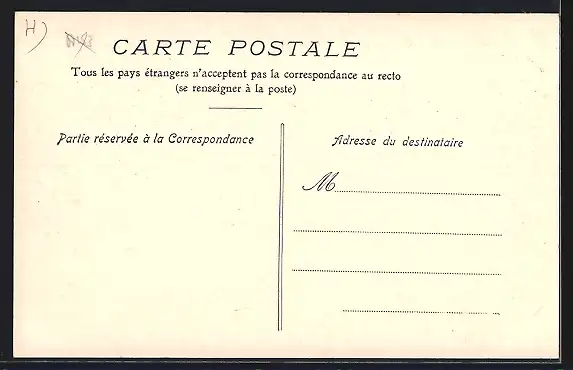 H)
CARTE POSTALE
Tous les pays étrangers n'acceptent pas la correspondance au recto
(se renseigner à la poste)
Partie réservée à la Correspondance
Adresse du destinataire
M